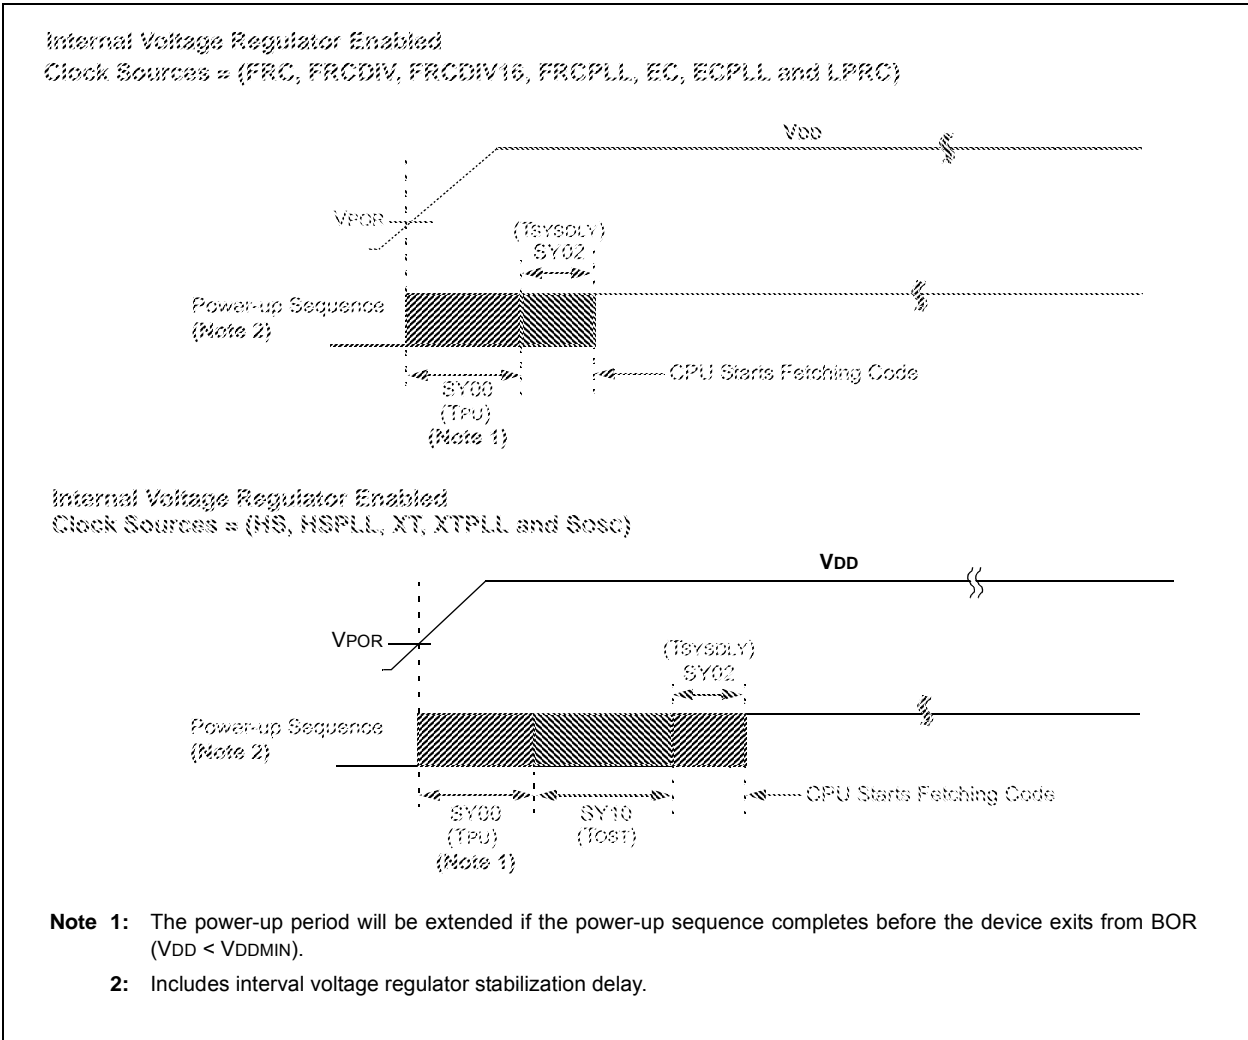 Internal Voltage Regulator Enabled
Clock Sources = (FRC, FRCDIV, FRCDIV16, FRCPLL, EC, ECPLL and LPRC)
VDD
VPOR
(TSYSDLY)
SY02
Power-up Sequence
(Note 2)
CPU Starts Fetching Code
SY00
(TPU)
(Note 1)
Internal Voltage Regulator Enabled
Clock Sources = (HS, HSPLL, XT, XTPLL and SOSC)
VDD
VPOR
(TSYSDLY)
SY02
Power-up Sequence
(Note 2)
CPU Starts Fetching Code
SY00
(TPU)
(Note 1)
SY10
(TOST)
Note 1: The power-up period will be extended if the power-up sequence completes before the device exits from BOR
(VDD < VDDMIN).
2: Includes interval voltage regulator stabilization delay.